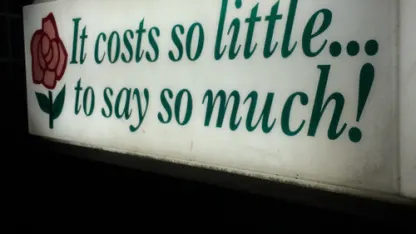 It costs so little...
to say so much!